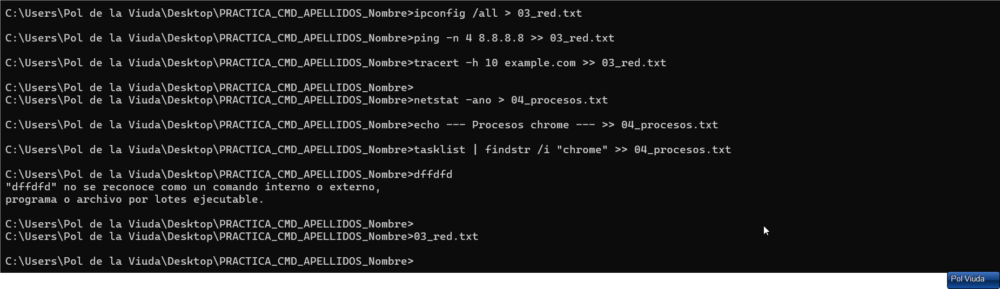 C:\Users\Pol de la Viuda\Desktop\PRACTICA_CMD_APELLIDOS_Nombre>ipconfig /all > 03_red.txt
C:\Users\Pol de la Viuda\Desktop\PRACTICA_CMD_APELLIDOS_Nombre>ping -n 4 8.8.8.8 >> 03_red.txt
C:\Users\Pol de la Viuda\Desktop\PRACTICA_CMD_APELLIDOS_Nombre>tracert -h 10 example.com >> 03_red.txt
C:\Users\Pol de la Viuda\Desktop\PRACTICA_CMD_APELLIDOS_Nombre>
C:\Users\Pol de la Viuda\Desktop\PRACTICA_CMD_APELLIDOS_Nombre>netstat -ano > 04_procesos.txt
C:\Users\Pol de la Viuda\Desktop\PRACTICA_CMD_APELLIDOS_Nombre>echo --- Procesos chrome --- >> 04_procesos.txt
C:\Users\Pol de la Viuda\Desktop\PRACTICA_CMD_APELLIDOS_Nombre>tasklist | findstr /i "chrome" >> 04_procesos.txt
C:\Users\Pol de la Viuda\Desktop\PRACTICA_CMD_APELLIDOS_Nombre>dffdfd
"dffdfd" no se reconoce como un comando interno o externo,
programa o archivo por lotes ejecutable.
C:\Users\Pol de la Viuda\Desktop\PRACTICA_CMD_APELLIDOS_Nombre>
C:\Users\Pol de la Viuda\Desktop\PRACTICA_CMD_APELLIDOS_Nombre>03_red.txt
C:\Users\Pol de la Viuda\Desktop\PRACTICA_CMD_APELLIDOS_Nombre>
Pol Viuda